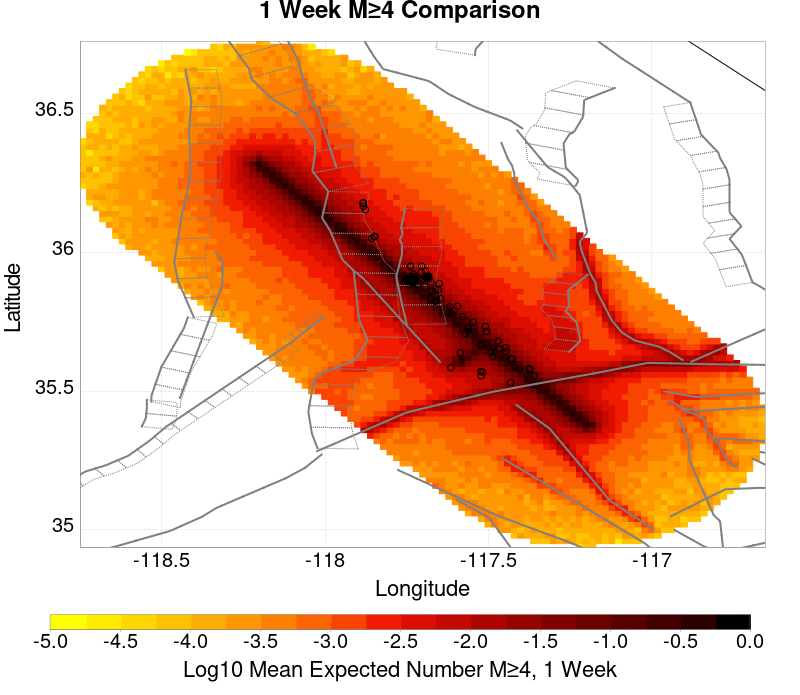 1 Week M≥4 Comparison
36.5
36
35.5
35
Latitude
-118.5 -118 -117.5 -117
Longitude
-5.0 -4.5 -4.0 -3.5 -3.0 -2.5 -2.0 -1.5 -1.0 -0.5 0.0
Log10 Mean Expected Number M≥4, 1 Week